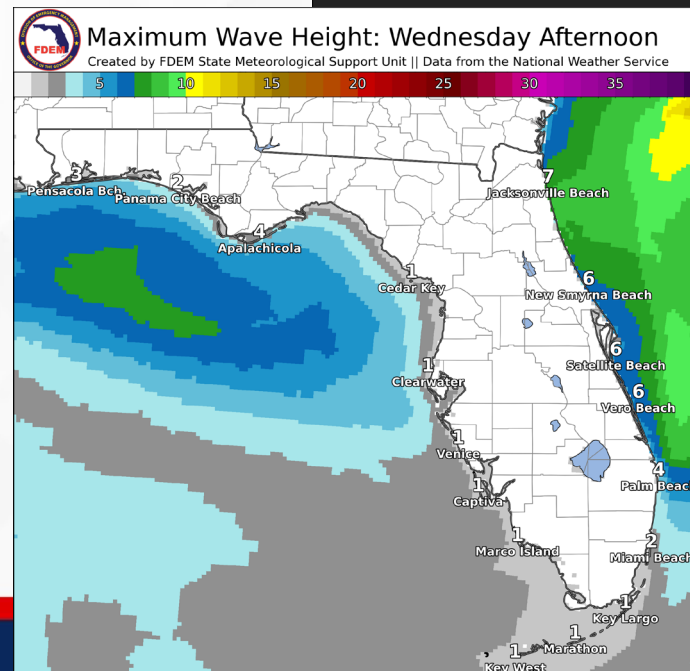 FDEM
Maximum Wave Height: Wednesday Afternoon
Created by FDEM State Meteorological Support Unit || Data from the National Weather Service
5 10 15 20 25 30 35
3
Pensacola Bch.
2
Panama City Beach
7
Jacksonville Beach
4
Apalachicola
1
Cedar Key
6
New Smyrna Beach
6
Satellite Beach
1
Clearwater
6
Vero Beach
1
Venice
4
Palm Beac
1
Captiva
1
Marco Island
2
Miami Beach
1
Key Largo
1
Marathon
1
Key West